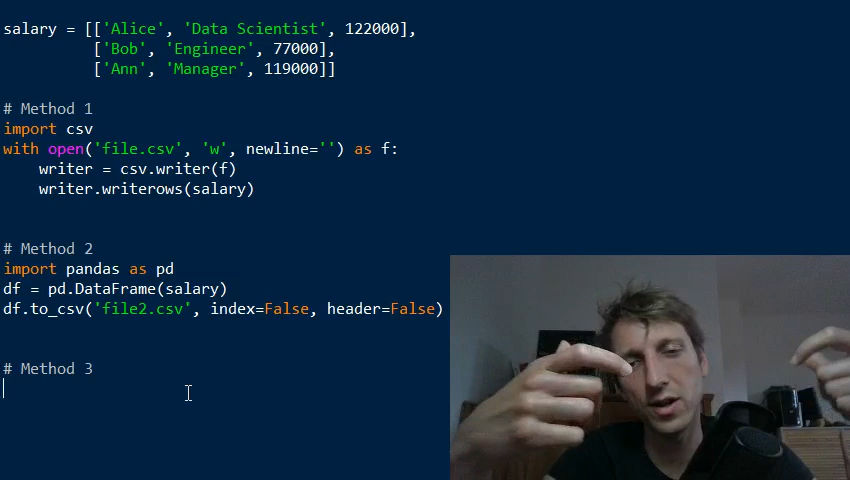 salary = [['Alice', 'Data Scientist', 122000],
          ['Bob', 'Engineer', 77000],
          ['Ann', 'Manager', 119000]]
# Method 1
import csv
with open('file.csv', 'w', newline='') as f:
    writer = csv.writer(f)
    writer.writerows(salary)
# Method 2
import pandas as pd
df = pd.DataFrame(salary)
df.to_csv('file2.csv', index=False, header=False)
# Method 3